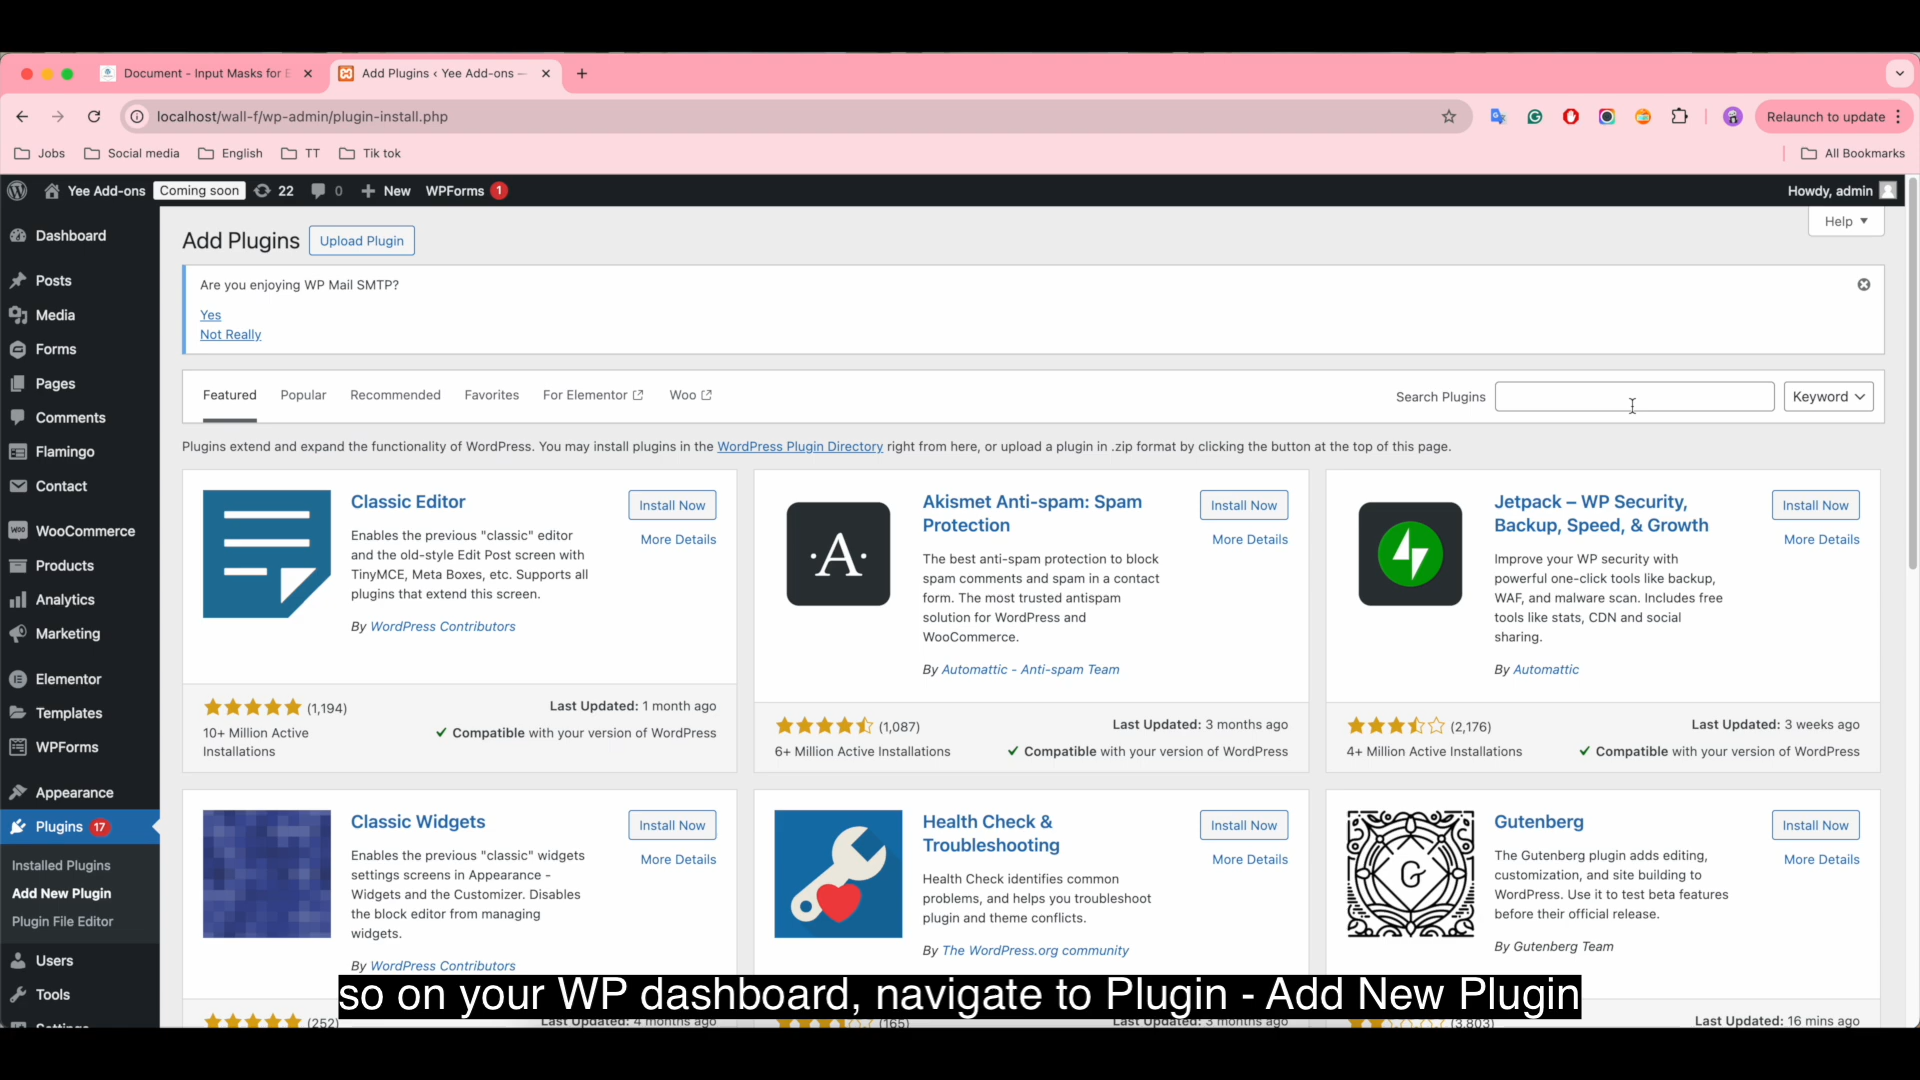 Document - Input Masks for E
Add Plugins ‹ Yee Add-ons —
localhost/wall-f/wp-admin/plugin-install.php
Relaunch to update
Jobs
Social media
English
TT
Tik tok
All Bookmarks
Yee Add-ons
Coming soon
22
0
New
WPForms 1
Howdy, admin
Dashboard
Posts
Media
Forms
Pages
Comments
Flamingo
Contact
WooCommerce
Products
Analytics
Marketing
Elementor
Templates
WPForms
Appearance
Plugins 17
Installed Plugins
Add New Plugin
Plugin File Editor
Users
Tools
Help
Add Plugins
Upload Plugin
Are you enjoying WP Mail SMTP?
Yes
Not Really
Featured
Popular
Recommended
Favorites
For Elementor
Woo
Search Plugins
Keyword
Plugins extend and expand the functionality of WordPress. You may install plugins in the WordPress Plugin Directory right from here, or upload a plugin in .zip format by clicking the button at the top of this page.
Classic Editor
Install Now
More Details
Enables the previous "classic" editor
and the old-style Edit Post screen with
TinyMCE, Meta Boxes, etc. Supports all
plugins that extend this screen.
By WordPress Contributors
(1,194)
10+ Million Active
Installations
Last Updated: 1 month ago
Compatible with your version of WordPress
Akismet Anti-spam: Spam
Protection
Install Now
More Details
·A·
The best anti-spam protection to block
spam comments and spam in a contact
form. The most trusted antispam
solution for WordPress and
WooCommerce.
By Automattic - Anti-spam Team
(1,087)
6+ Million Active Installations
Last Updated: 3 months ago
Compatible with your version of WordPress
Jetpack – WP Security,
Backup, Speed, & Growth
Install Now
More Details
Improve your WP security with
powerful one-click tools like backup,
WAF, and malware scan. Includes free
tools like stats, CDN and social
sharing.
By Automattic
(2,176)
4+ Million Active Installations
Last Updated: 3 weeks ago
Compatible with your version of WordPress
Classic Widgets
Install Now
More Details
Enables the previous "classic" widgets
settings screens in Appearance -
Widgets and the Customizer. Disables
the block editor from managing
widgets.
By WordPress Contributors
(252)
Last Updated: 4 months ago
Health Check &
Troubleshooting
Install Now
More Details
Health Check identifies common
problems, and helps you troubleshoot
plugin and theme conflicts.
By The WordPress.org community
(165)
Last Updated: 3 months ago
Gutenberg
Install Now
More Details
G
The Gutenberg plugin adds editing,
customization, and site building to
WordPress. Use it to test beta features
before their official release.
By Gutenberg Team
(3,803)
Last Updated: 16 mins ago
so on your WP dashboard, navigate to Plugin - Add New Plugin